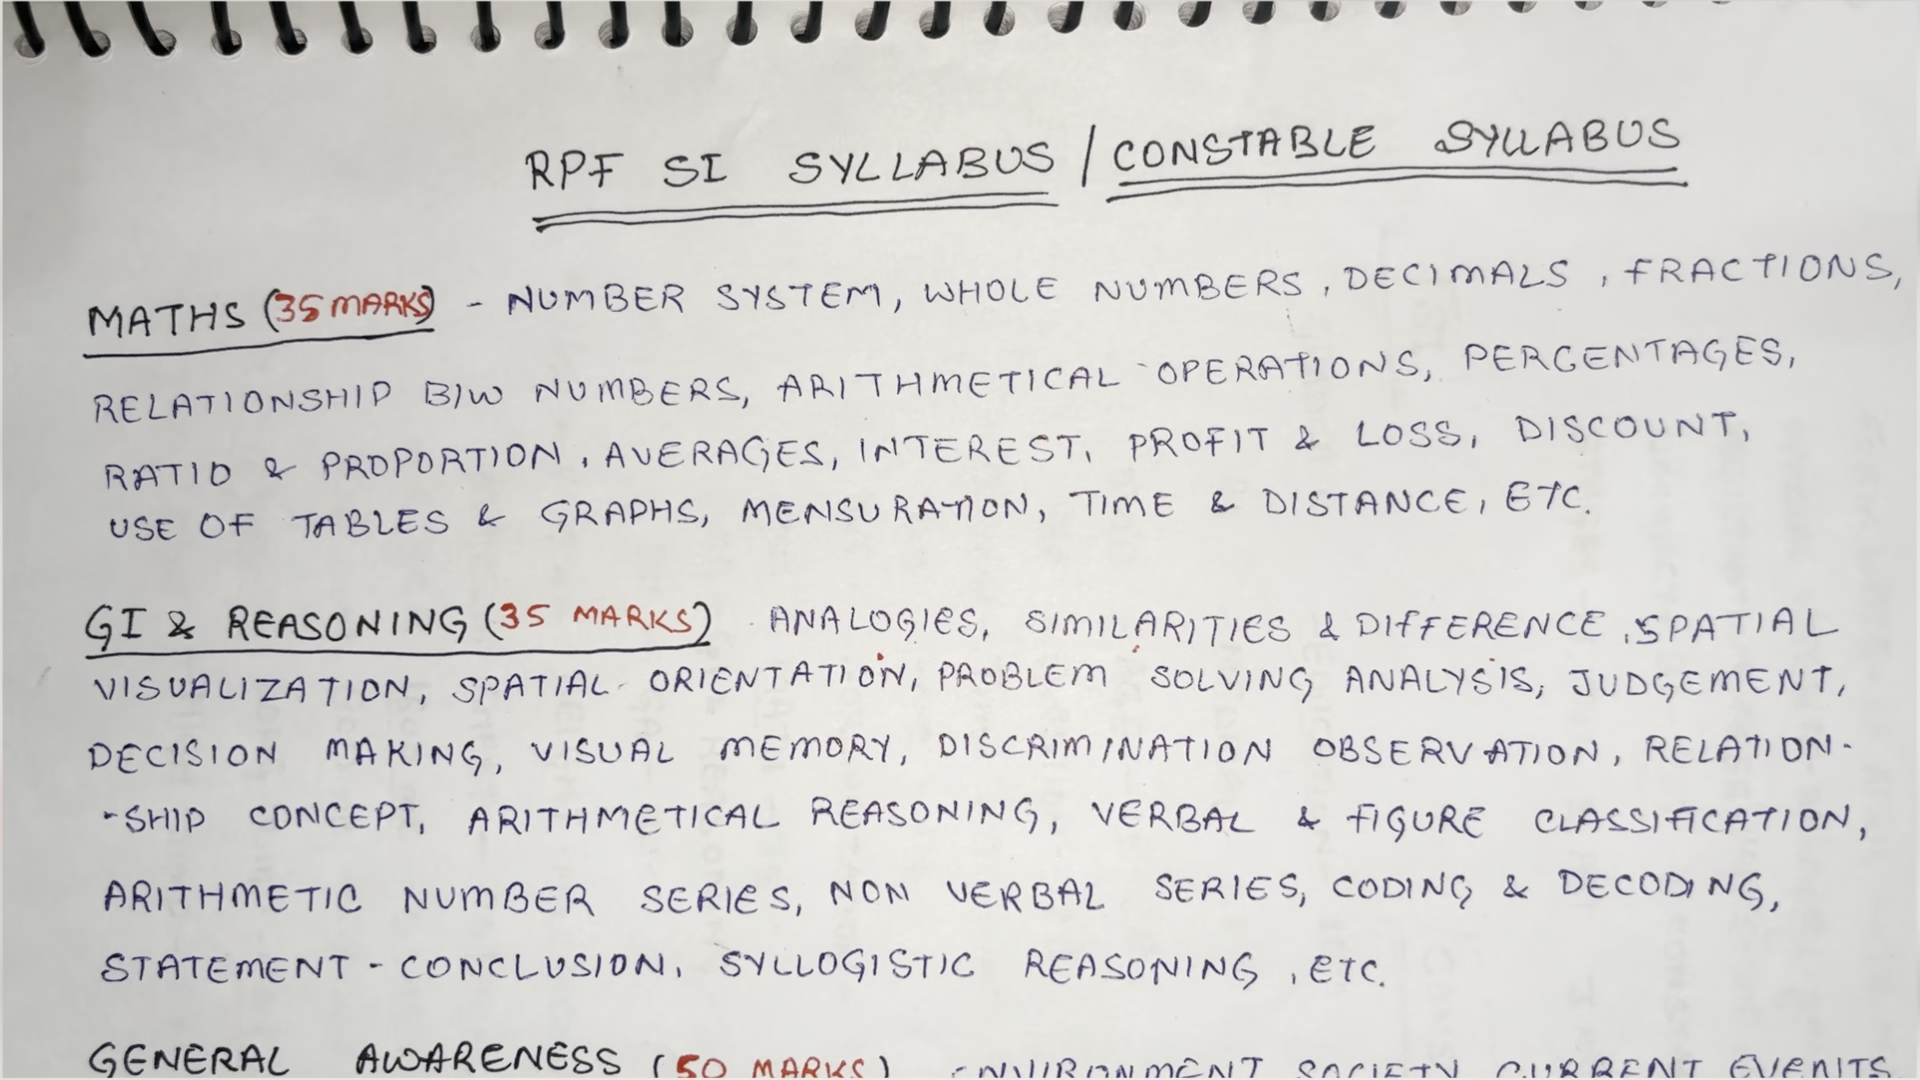 RPF SI SYLLABUS / CONSTABLE SYLLABUS
MATHS (35 MARKS) - NUMBER SYSTEM, WHOLE NUMBERS, DECIMALS, FRACTIONS,
RELATIONSHIP B/W NUMBERS, ARITHMETICAL OPERATIONS, PERCENTAGES,
RATIO & PROPORTION, AVERAGES, INTEREST, PROFIT & LOSS, DISCOUNT,
USE OF TABLES & GRAPHS, MENSURATION, TIME & DISTANCE, ETC.
GI & REASONING (35 MARKS) ANALOGIES, SIMILARITIES & DIFFERENCE, SPATIAL
VISUALIZATION, SPATIAL ORIENTATION, PROBLEM SOLVING ANALYSIS, JUDGEMENT,
DECISION MAKING, VISUAL MEMORY, DISCRIMINATION OBSERVATION, RELATION-
-SHIP CONCEPT, ARITHMETICAL REASONING, VERBAL & FIGURE CLASSIFICATION,
ARITHMETIC NUMBER SERIES, NON VERBAL SERIES, CODING & DECODING,
STATEMENT - CONCLUSION, SYLLOGISTIC REASONING, ETC.
GENERAL AWARENESS (50 MARKS) ENVIRONMENT SOCIETY CURRENT EVENTS